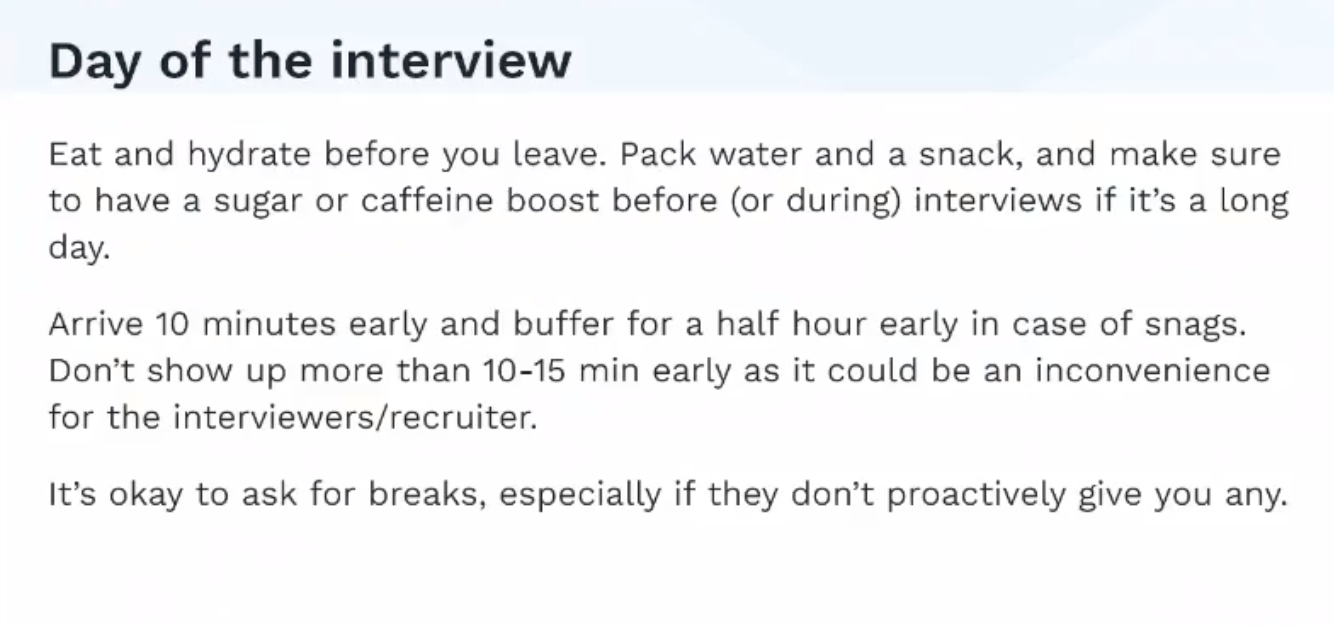 Day of the interview
Eat and hydrate before you leave. Pack water and a snack, and make sure
to have a sugar or caffeine boost before (or during) interviews if it’s a long
day.
Arrive 10 minutes early and buffer for a half hour early in case of snags.
Don’t show up more than 10-15 min early as it could be an inconvenience
for the interviewers/recruiter.
It’s okay to ask for breaks, especially if they don’t proactively give you any.